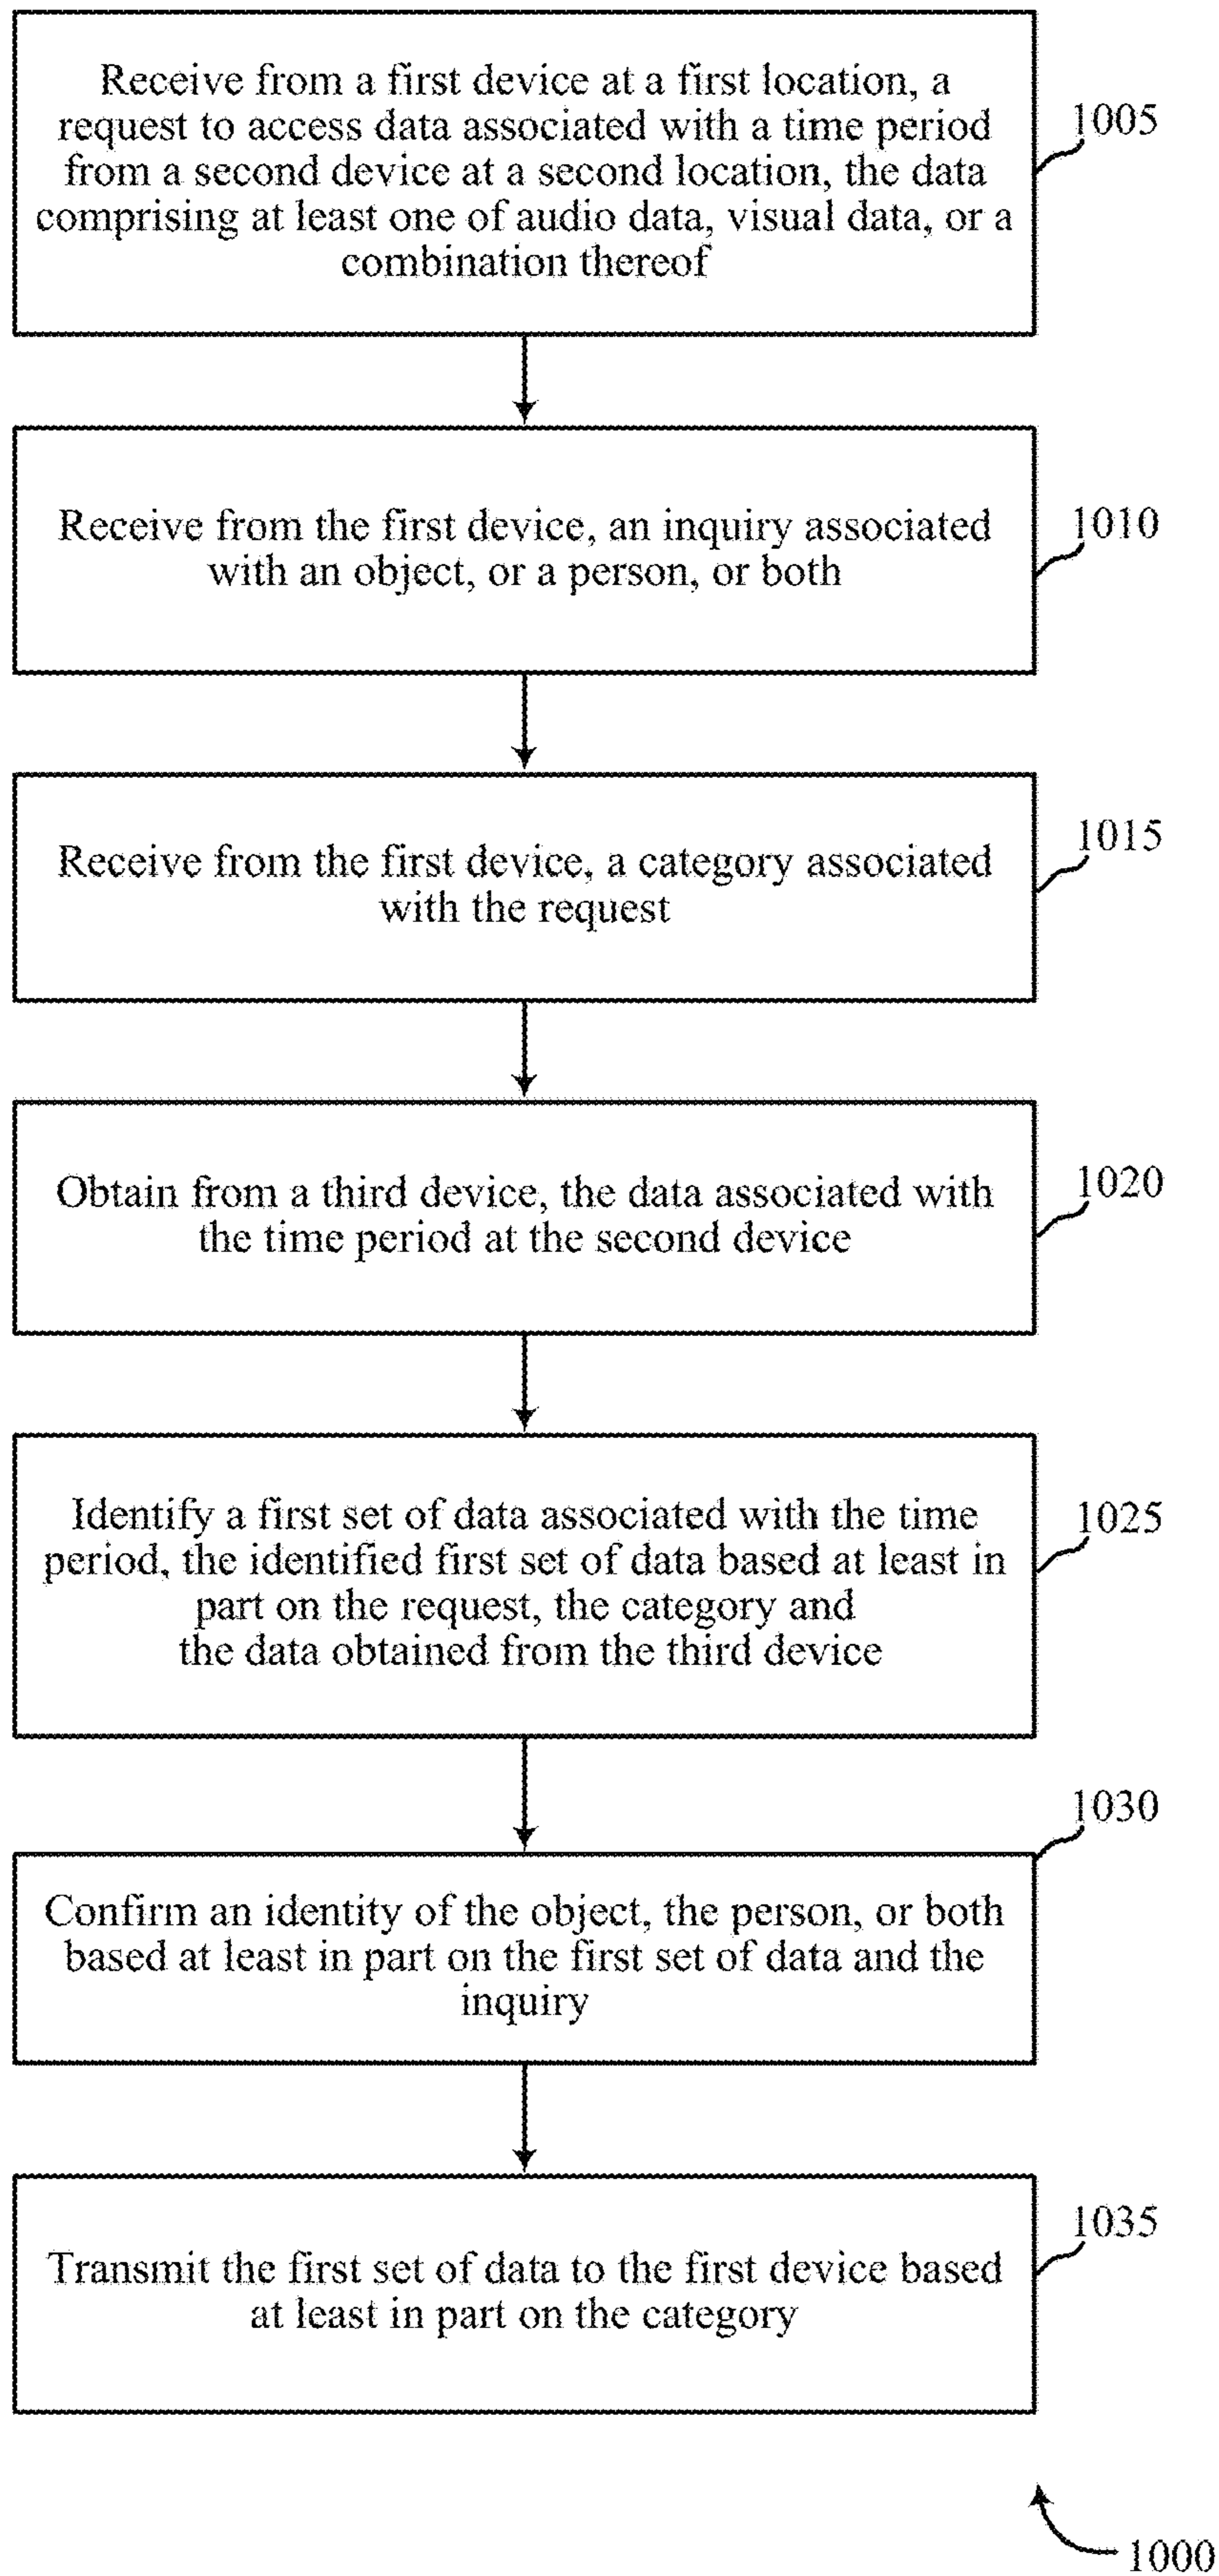 Receive from a first device at a first location, a
request to access data associated with a time period
from a second device at a second location, the data
comprising at least one of audio data, visual data, or a
combination thereof
1005
Receive from the first device, an inquiry associated
with an object, or a person, or both
1010
Receive from the first device, a category associated
with the request
1015
Obtain from a third device, the data associated with
the time period at the second device
1020
Identify a first set of data associated with the time
period, the identified first set of data based at least in
part on the request, the category and
the data obtained from the third device
1025
Confirm an identity of the object, the person, or both
based at least in part on the first set of data and the
inquiry
1030
Transmit the first set of data to the first device based
at least in part on the category
1035
1000